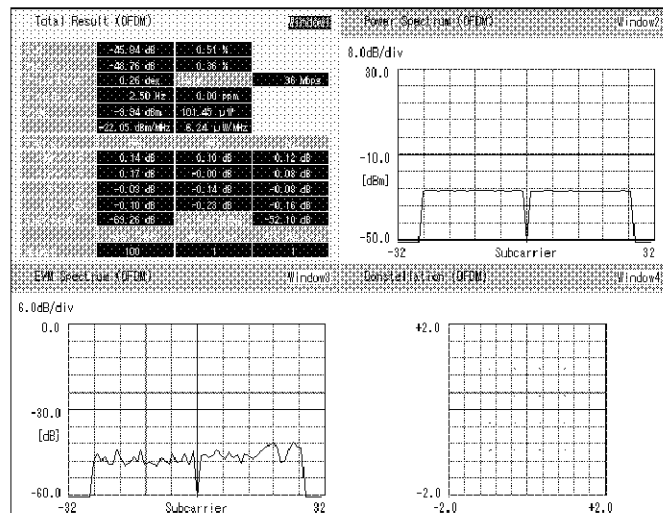 Total Result (OFDM)
Window1
-45.84 dB 0.51 %
-48.76 dB 0.36 %
0.26 deg 36 Mbps
2.50 Hz 0.00 ppm
-9.94 dBm 101.45 μW
-22.05 dBm/MHz 6.24 μW/MHz
0.14 dB 0.10 dB 0.12 dB
0.17 dB -0.00 dB 0.08 dB
-0.03 dB -0.14 dB -0.08 dB
-0.10 dB -0.23 dB -0.16 dB
-69.26 dB -52.10 dB
100 1 1
Power Spectrum (OFDM)
Window2
8.0dB/div
30.0
-10.0
[dBm]
-50.0
-32 Subcarrier 32
EVM Spectrum (OFDM)
Window3
6.0dB/div
0.0
-30.0
[dB]
-60.0
-32 Subcarrier 32
Constellation (OFDM)
Window4
+2.0
-2.0
-2.0 +2.0